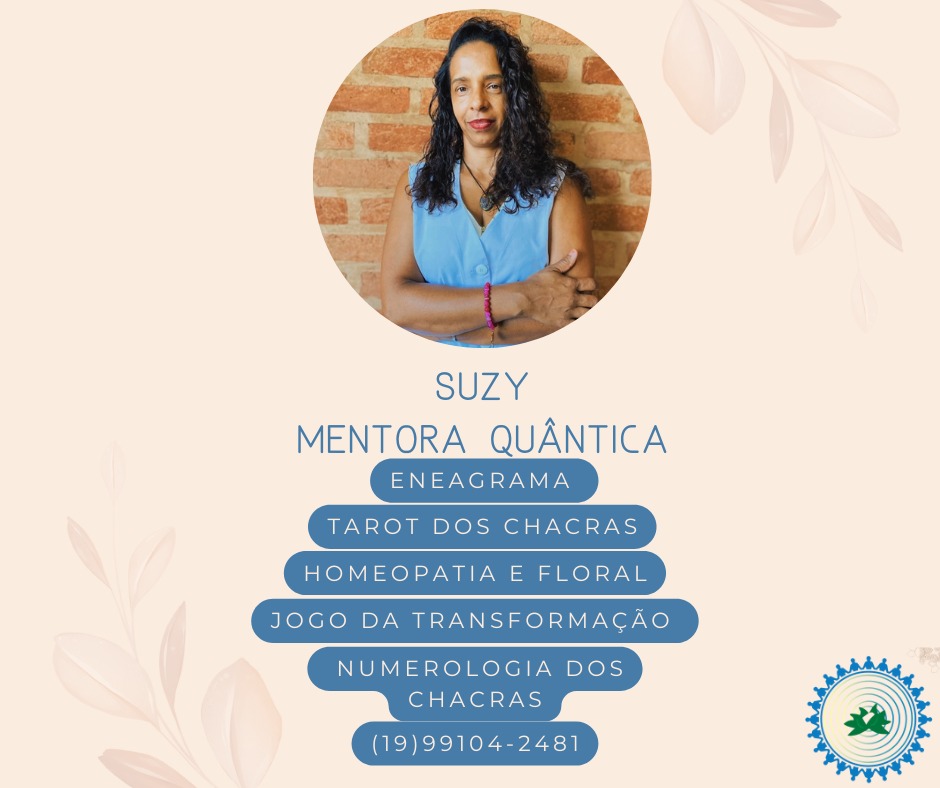 SUZY
MENTORA QUÂNTICA
ENEAGRAMA
TAROT DOS CHACRAS
HOMEOPATIA E FLORAL
JOGO DA TRANSFORMAÇÃO
NUMEROLOGIA DOS
CHACRAS
(19)99104-2481